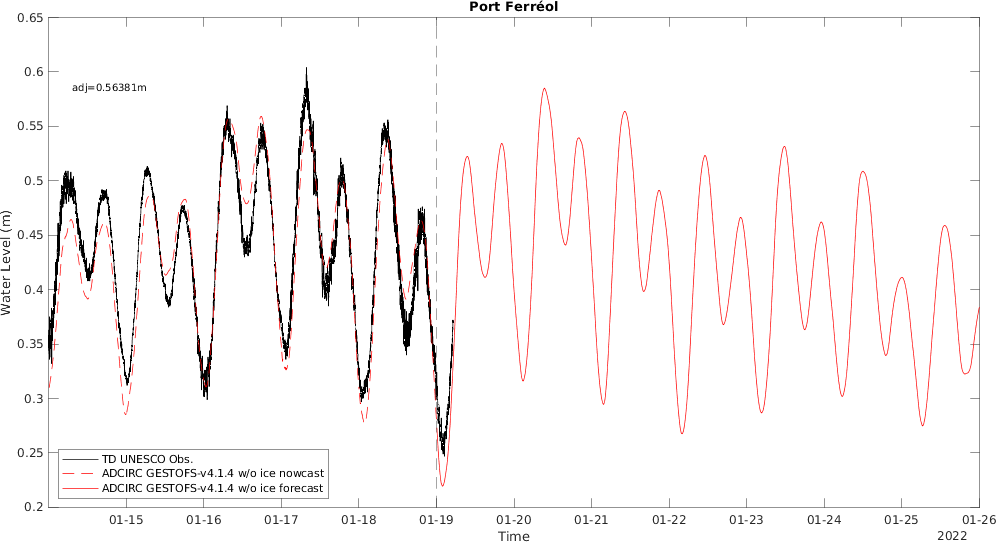 Port Ferréol
0.65
0.6
0.55
0.5
0.45
0.4
0.35
0.3
0.25
0.2
Water Level (m)
adj=0.56381m
TD UNESCO Obs.
ADCIRC GESTOFS-v4.1.4 w/o ice nowcast
ADCIRC GESTOFS-v4.1.4 w/o ice forecast
01-15 01-16 01-17 01-18 01-19 01-20 01-21 01-22 01-23 01-24 01-25 01-26
Time
2022